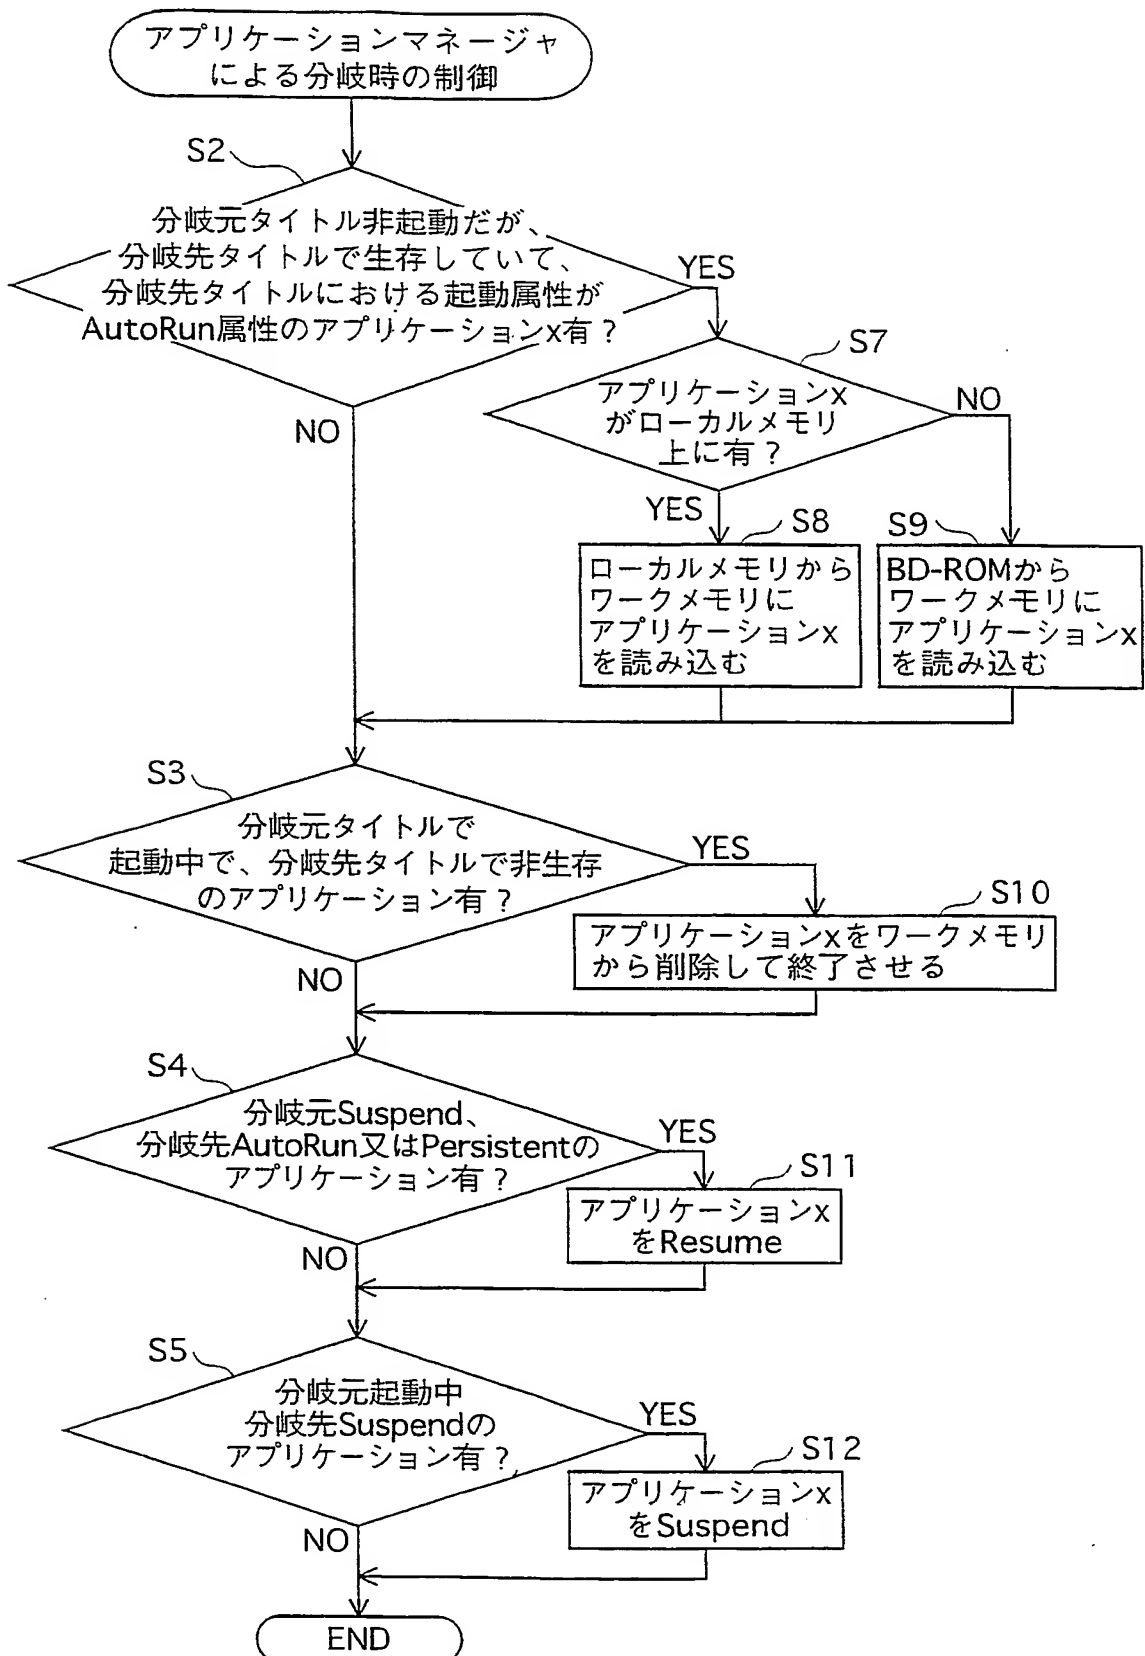 アプリケーションマネージャ
による分岐時の制御
S2
分岐元タイトル非起動だが、
分岐先タイトルで生存していて、
分岐先タイトルにおける起動属性が
AutoRun属性のアプリケーションx有？
YES
NO
S7
アプリケーションx
がローカルメモリ
上に有？
NO
YES
S8
ローカルメモリから
ワークメモリに
アプリケーションx
を読み込む
S9
BD-ROMから
ワークメモリに
アプリケーションx
を読み込む
S3
分岐元タイトルで
起動中で、分岐先タイトルで非生存
のアプリケーション有？
YES
NO
S10
アプリケーションxをワークメモリ
から削除して終了させる
S4
分岐元Suspend、
分岐先AutoRun又はPersistentの
アプリケーション有？
YES
NO
S11
アプリケーションx
をResume
S5
分岐元起動中
分岐先Suspendの
アプリケーション有？
YES
NO
S12
アプリケーションx
をSuspend
END